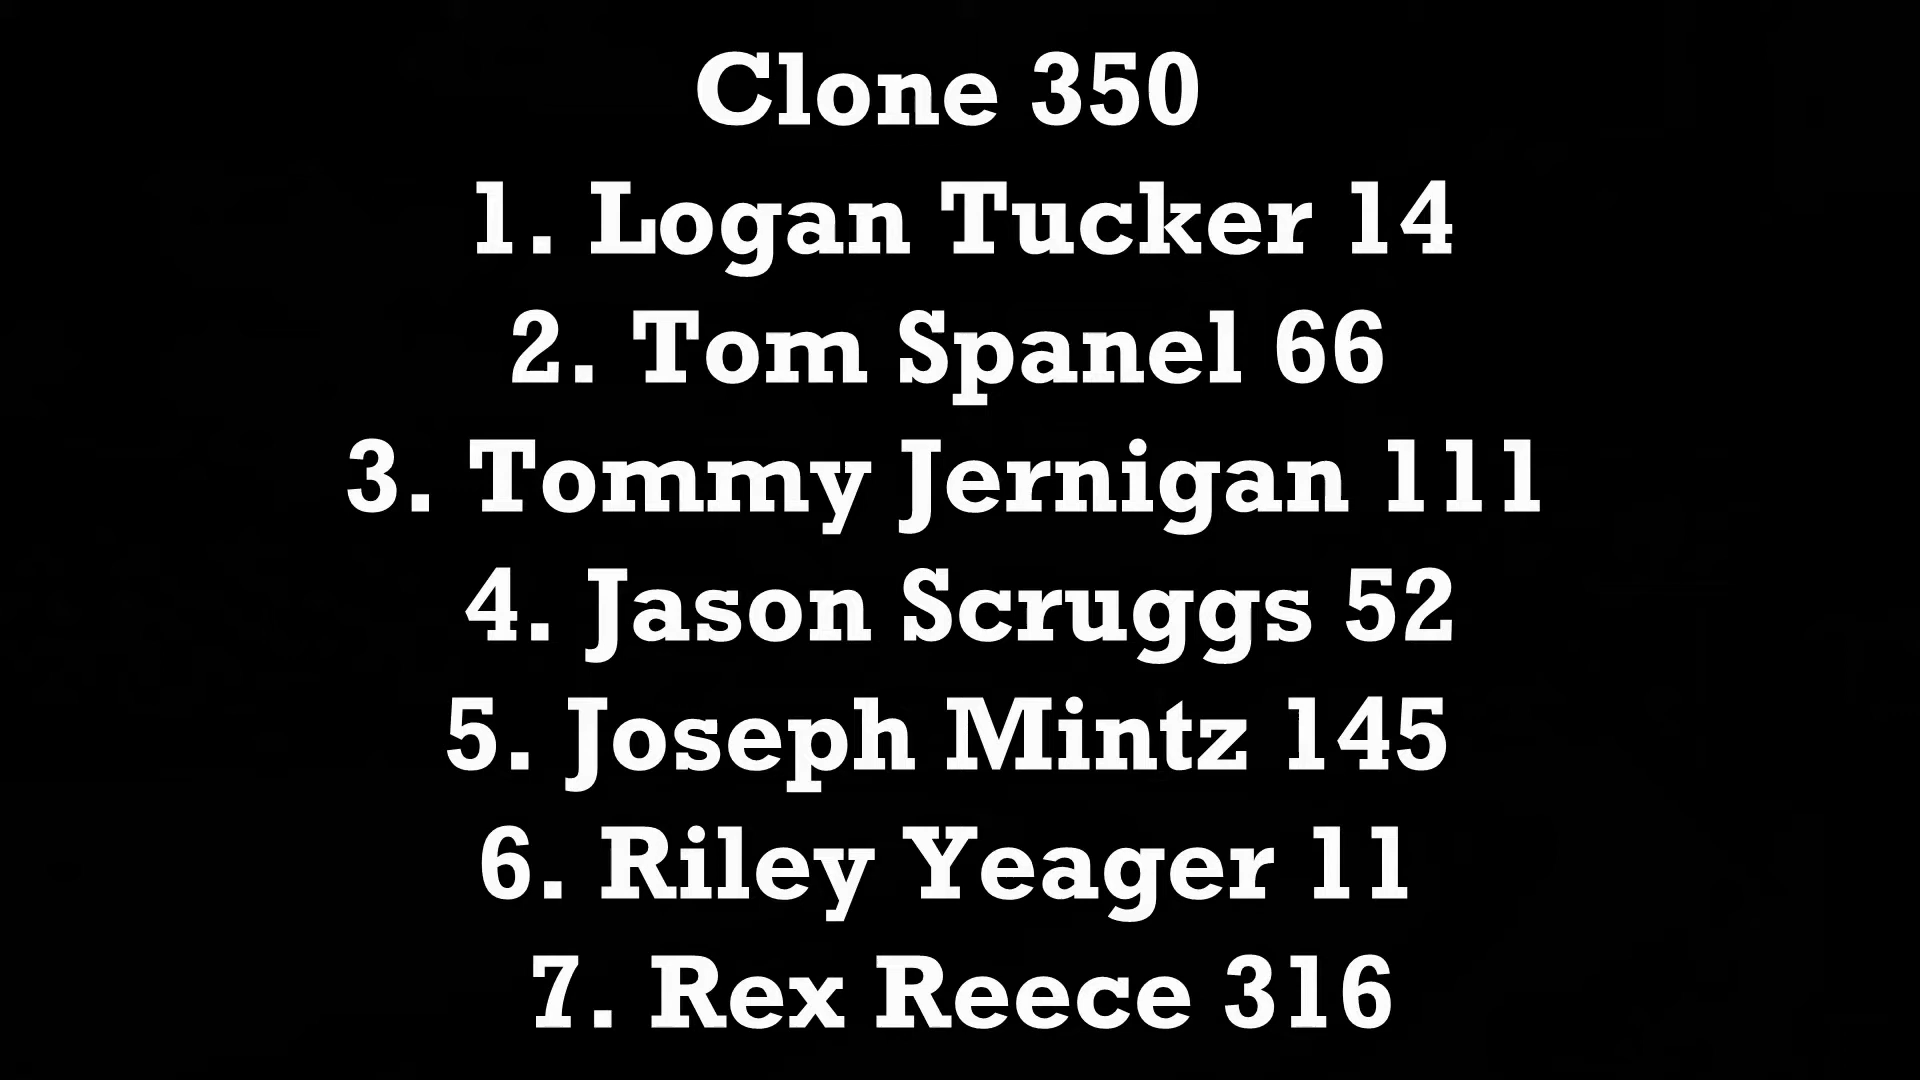 Clone 350
1. Logan Tucker 14
2. Tom Spanel 66
3. Tommy Jernigan 111
4. Jason Scruggs 52
5. Joseph Mintz 145
6. Riley Yeager 11
7. Rex Reece 316